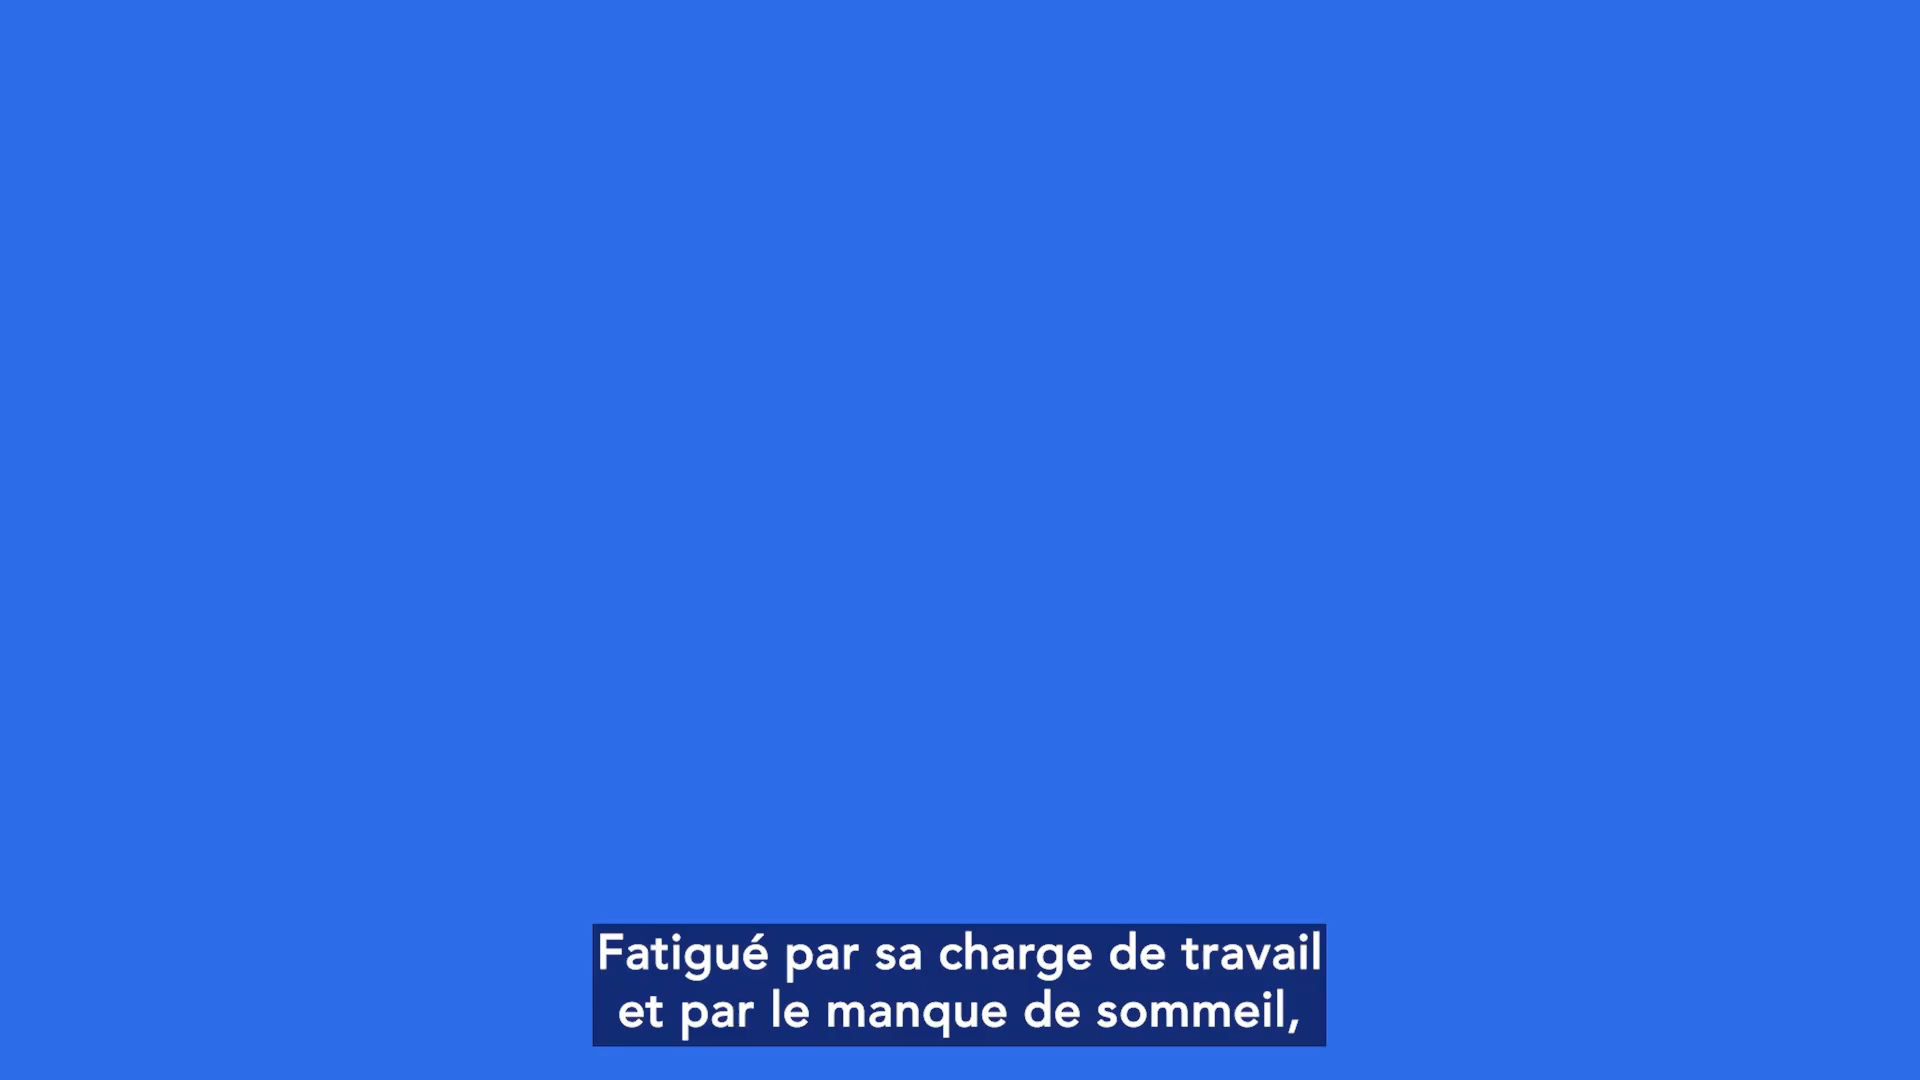 Fatigué par sa charge de travail
et par le manque de sommeil,